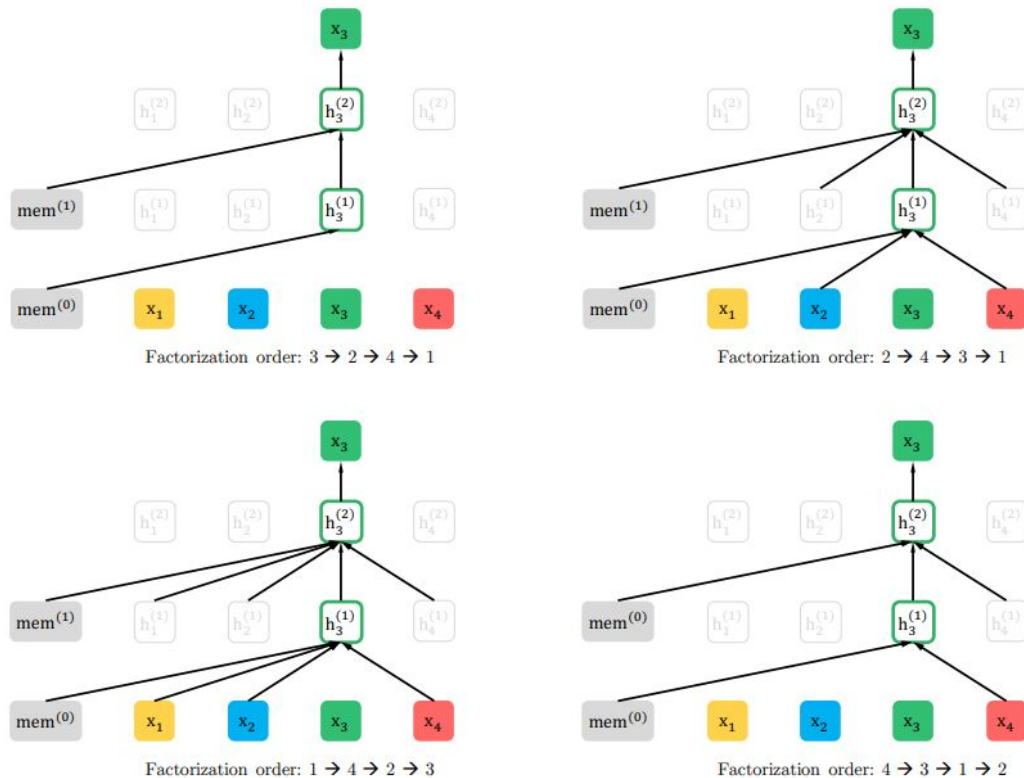 x₃ x₃
h₁⁽²⁾ h₂⁽²⁾ h₃⁽²⁾ h₄⁽²⁾ h₁⁽²⁾ h₂⁽²⁾ h₃⁽²⁾ h₄⁽²⁾
mem⁽¹⁾ h₁⁽¹⁾ h₂⁽¹⁾ h₃⁽¹⁾ h₄⁽¹⁾ mem⁽¹⁾ h₁⁽¹⁾ h₂⁽¹⁾ h₃⁽¹⁾ h₄⁽¹⁾
mem⁽⁰⁾ x₁ x₂ x₃ x₄ mem⁽⁰⁾ x₁ x₂ x₃ x₄
Factorization order: 3 → 2 → 4 → 1 Factorization order: 2 → 4 → 3 → 1
x₃ x₃
h₁⁽²⁾ h₂⁽²⁾ h₃⁽²⁾ h₄⁽²⁾ h₁⁽²⁾ h₂⁽²⁾ h₃⁽²⁾ h₄⁽²⁾
mem⁽¹⁾ h₁⁽¹⁾ h₂⁽¹⁾ h₃⁽¹⁾ h₄⁽¹⁾ mem⁽⁰⁾ h₁⁽¹⁾ h₂⁽¹⁾ h₃⁽¹⁾ h₄⁽¹⁾
mem⁽⁰⁾ x₁ x₂ x₃ x₄ mem⁽⁰⁾ x₁ x₂ x₃ x₄
Factorization order: 1 → 4 → 2 → 3 Factorization order: 4 → 3 → 1 → 2